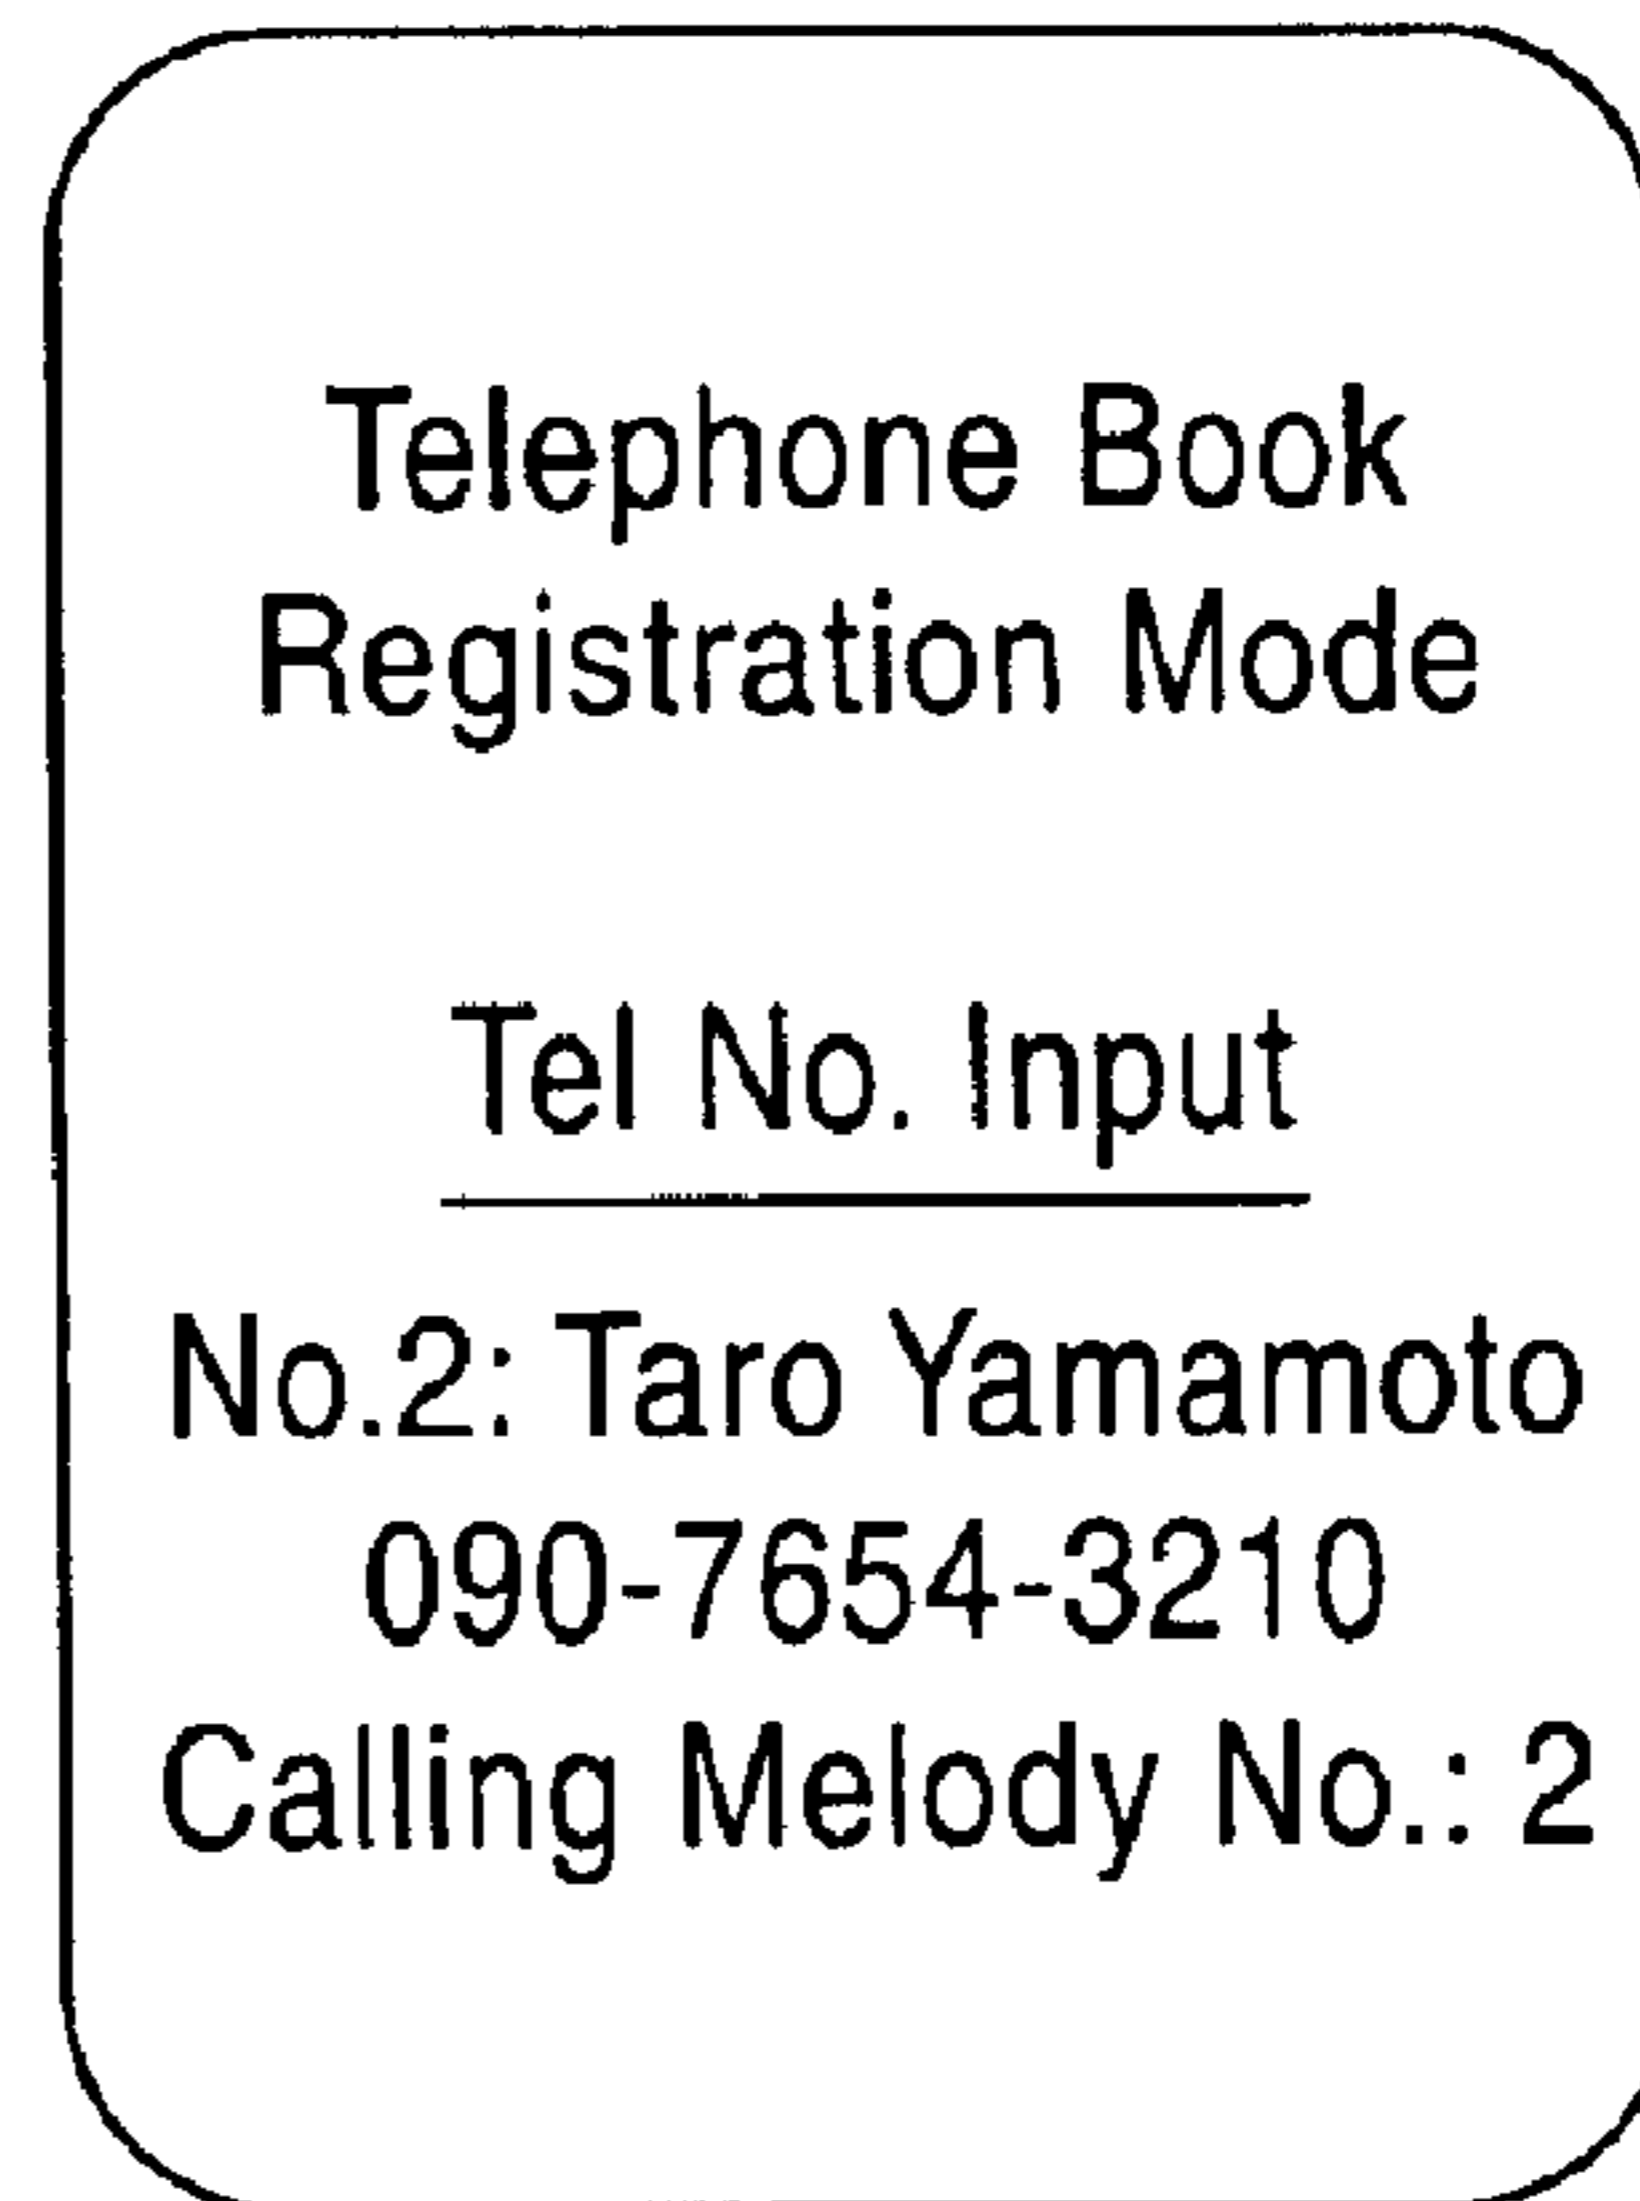 Telephone Book
Registration Mode
Tel No. Input
No.2: Taro Yamamoto
090-7654-3210
Calling Melody No.: 2